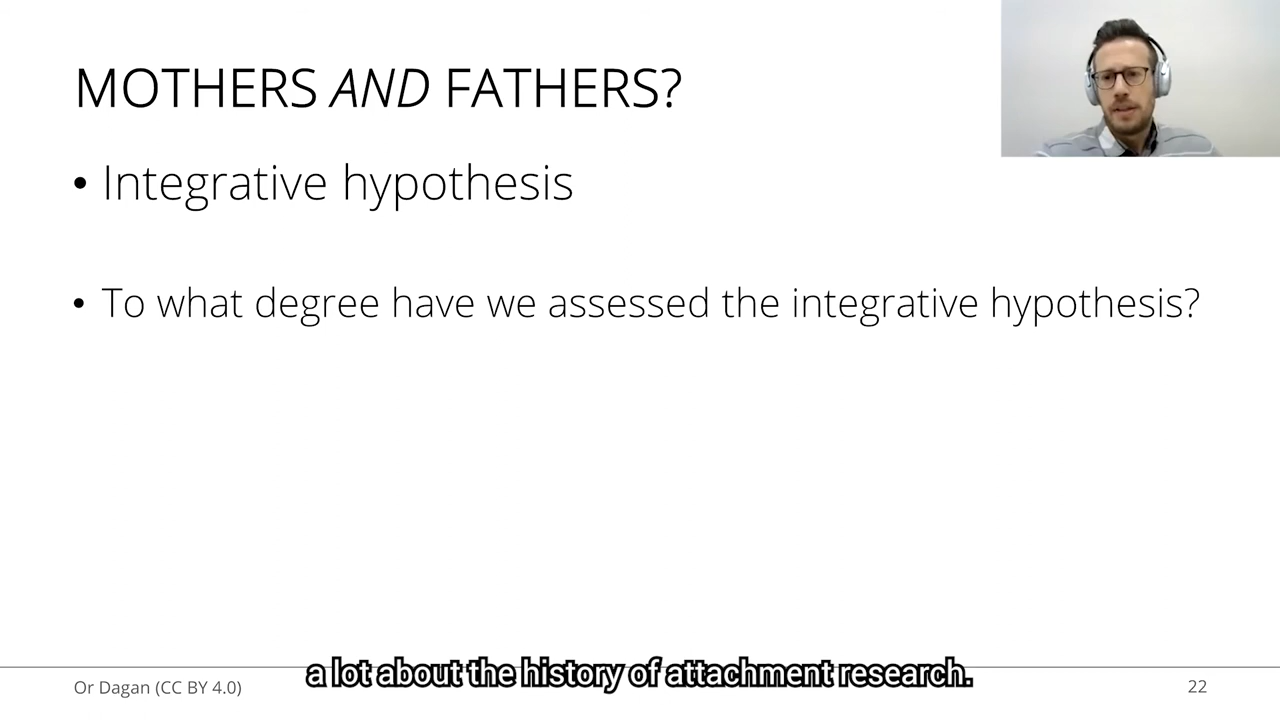 MOTHERS AND FATHERS?
• Integrative hypothesis
• To what degree have we assessed the integrative hypothesis?
a lot about the history of attachment research.
Or Dagan (CC BY 4.0)
22